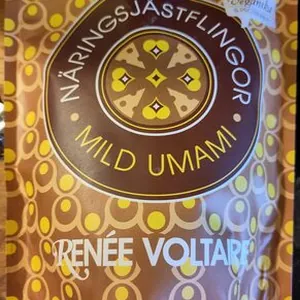 NÄRINGSJÄSTFLINGOR
• MILD UMAMI •
RENÉE VOLTAIRE